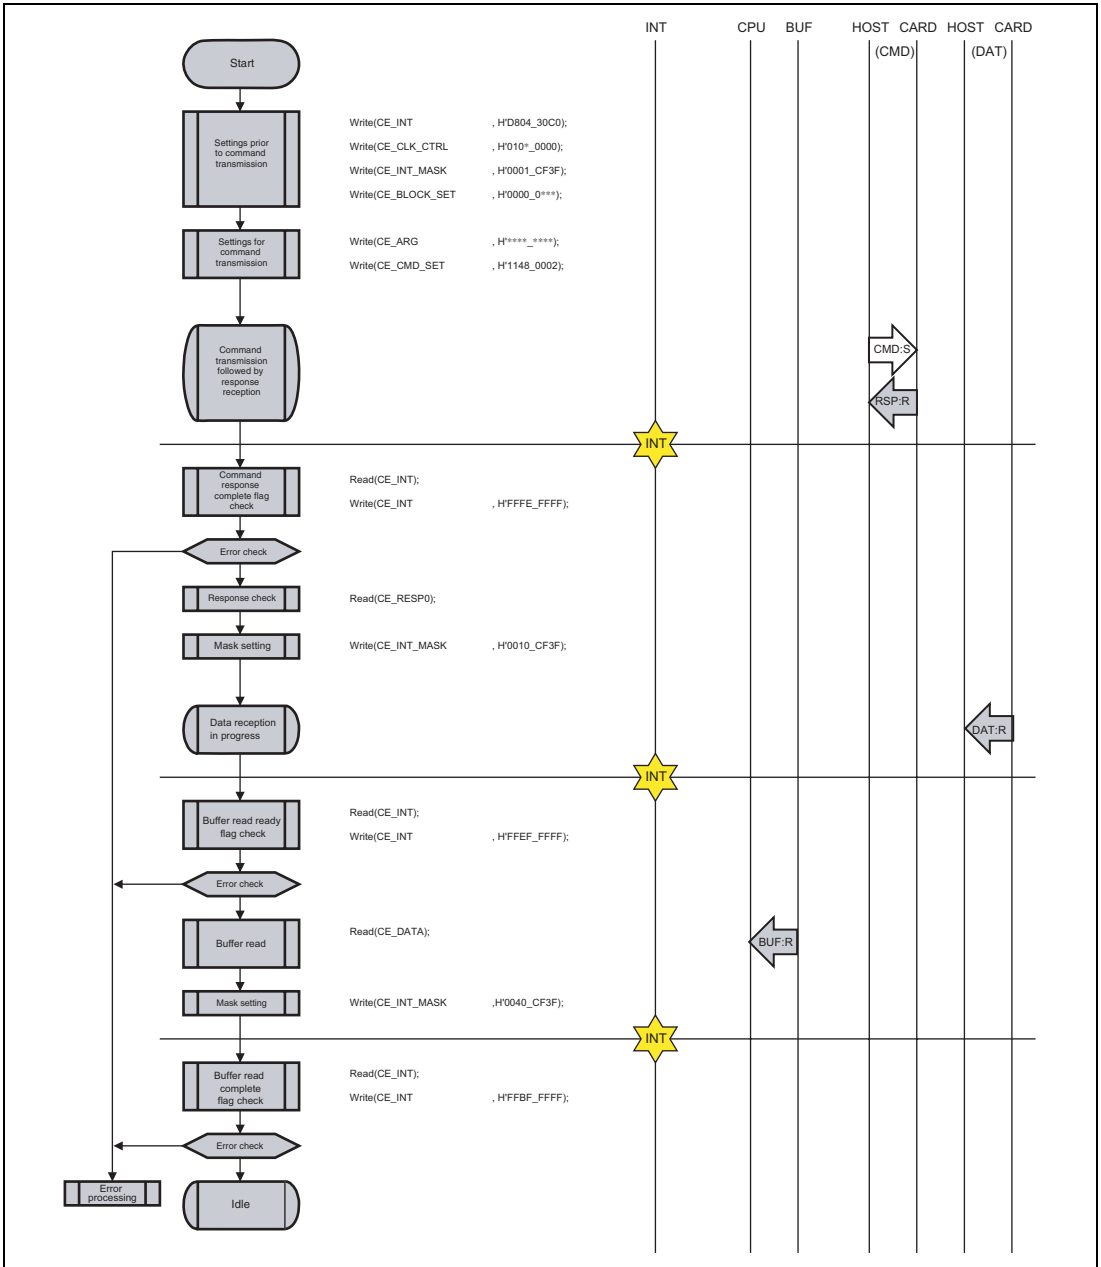 INT CPU BUF HOST CARD HOST CARD
(CMD) (DAT)
Start
Settings prior
to command
transmission
Write(CE_INT , H'D804_30C0);
Write(CE_CLK_CTRL , H'010*_0000);
Write(CE_INT_MASK , H'0001_CF3F);
Write(CE_BLOCK_SET , H'0000_0***);
Settings for
command
transmission
Write(CE_ARG , H'****_****);
Write(CE_CMD_SET , H'1148_0002);
Command
transmission
followed by
response
reception
CMD:S
RSP:R
INT
Command
response
complete flag
check
Read(CE_INT);
Write(CE_INT , H'FFFE_FFFF);
Error check
Response check
Read(CE_RESP0);
Mask setting
Write(CE_INT_MASK , H'0010_CF3F);
Data reception
in progress
DAT:R
INT
Buffer read ready
flag check
Read(CE_INT);
Write(CE_INT , H'FFEF_FFFF);
Error check
Buffer read
Read(CE_DATA);
BUF:R
Mask setting
Write(CE_INT_MASK ,H'0040_CF3F);
INT
Buffer read
complete
flag check
Read(CE_INT);
Write(CE_INT , H'FFBF_FFFF);
Error check
Error
processing
Idle